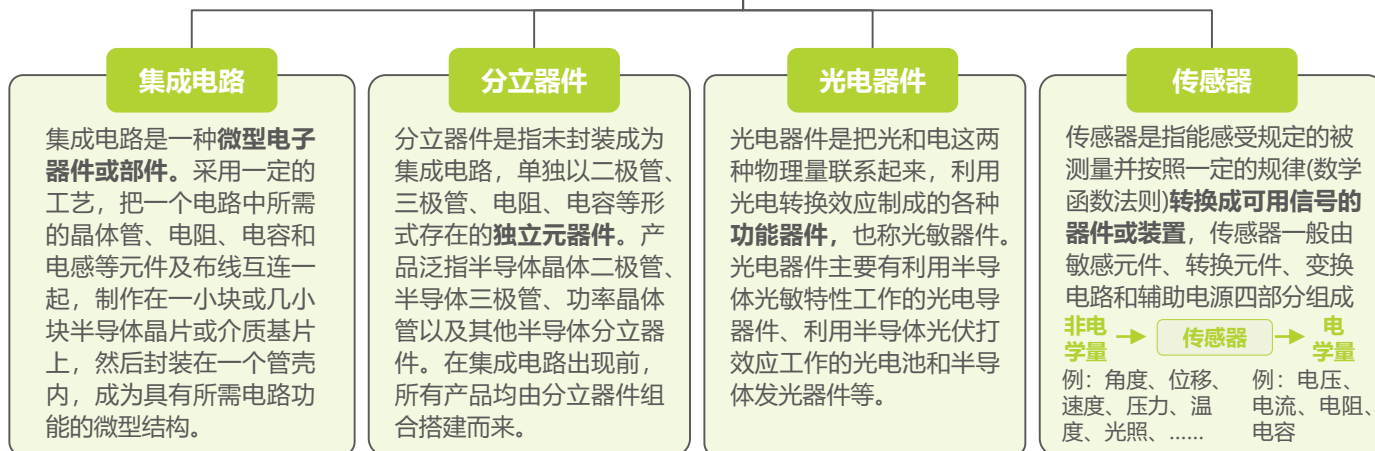 集成电路
集成电路是一种微型电子
器件或部件。采用一定的
工艺，把一个电路中所需
的晶体管、电阻、电容和
电感等元件及布线互连一
起，制作在一小块或几小
块半导体晶片或介质基片
上，然后封装在一个管壳
内，成为具有所需电路功
能的微型结构。
分立器件
分立器件是指未封装成为
集成电路，单独以二极管、
三极管、电阻、电容等形
式存在的独立元器件。产
品泛指半导体晶体二极管、
半导体三极管、功率晶体
管以及其他半导体分立器
件。在集成电路出现前，
所有产品均由分立器件组
合搭建而来。
光电器件
光电器件是把光和电这两
种物理量联系起来，利用
光电转换效应制成的各种
功能器件，也称光敏器件。
光电器件主要有利用半导
体光敏特性工作的光电导
器件、利用半导体光伏打
效应工作的光电池和半导
体发光器件等。
传感器
传感器是指能感受规定的被
测量并按照一定的规律(数学
函数法则)转换成可用信号的
器件或装置，传感器一般由
敏感元件、转换元件、变换
电路和辅助电源四部分组成
非电
学量
传感器
电
学量
例：角度、位移、
速度、压力、温
度、光照、……
例：电压、
电流、电阻、
电容